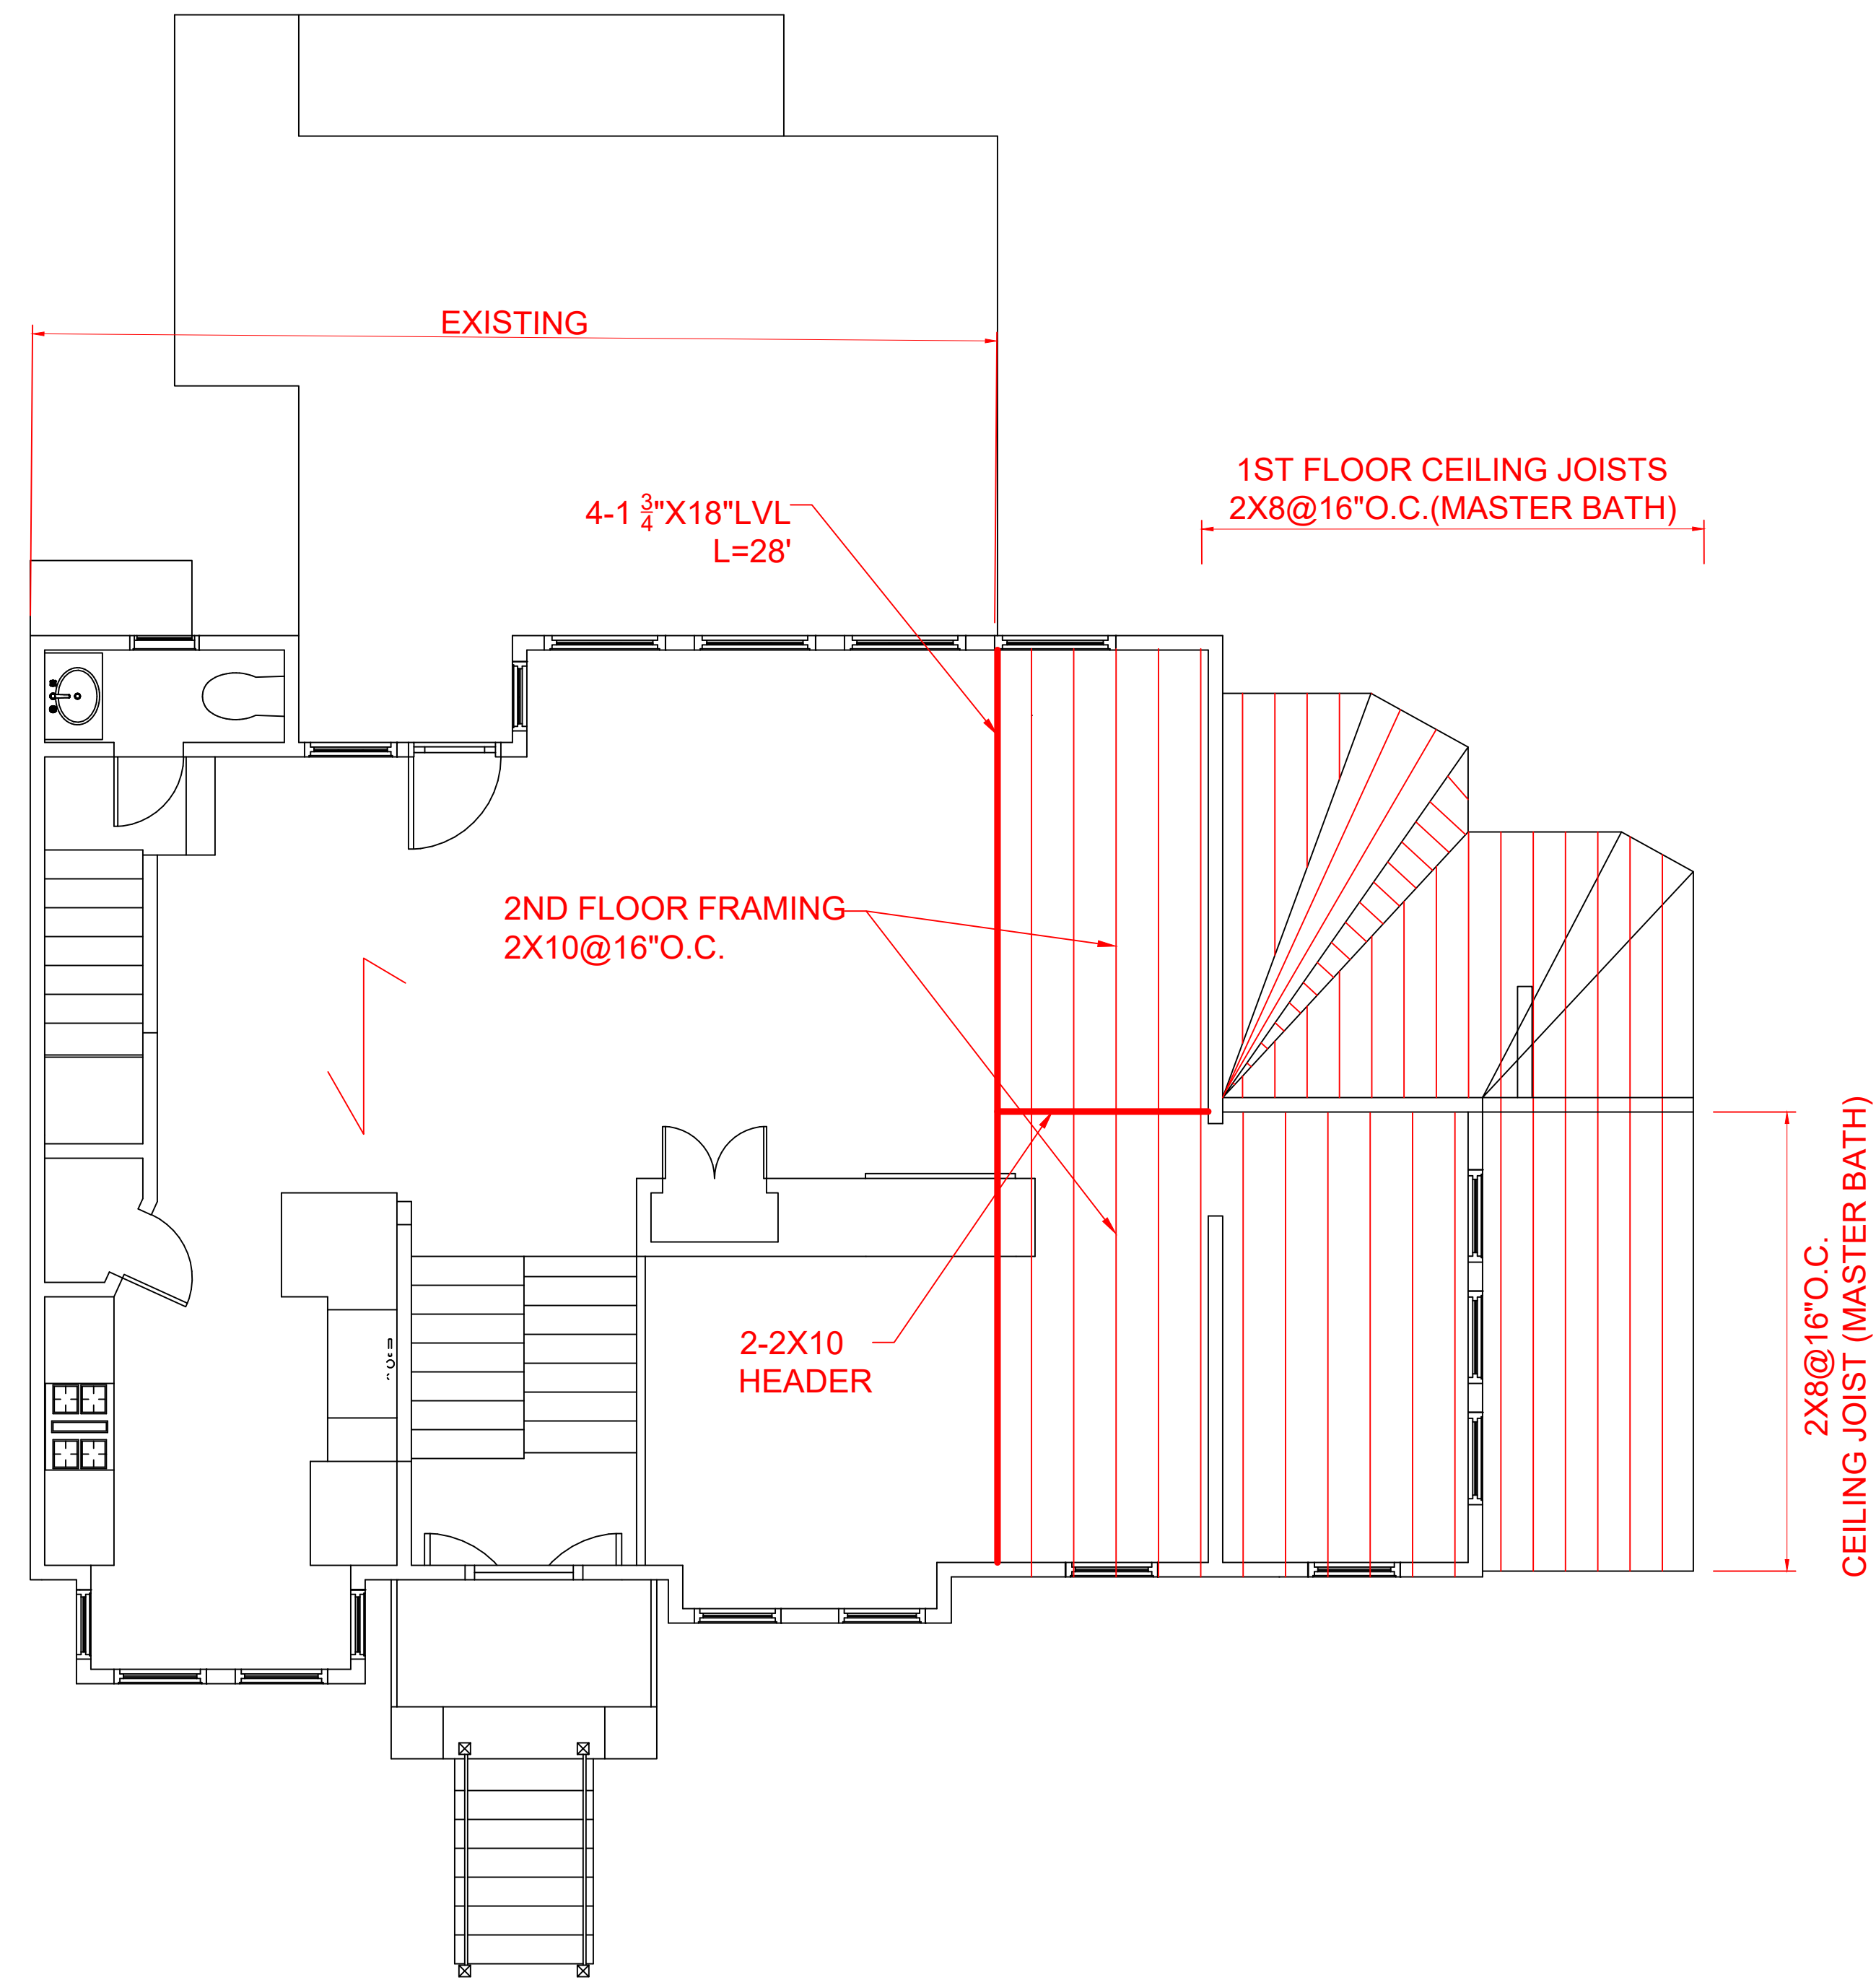 EXISTING
1ST FLOOR CEILING JOISTS
2X8@16"O.C.(MASTER BATH)
4-1 3/4"X18"LVL
L=28'
2ND FLOOR FRAMING
2X10@16"O.C.
2-2X10
HEADER
2X8@16"O.C.
CEILING JOIST (MASTER BATH)